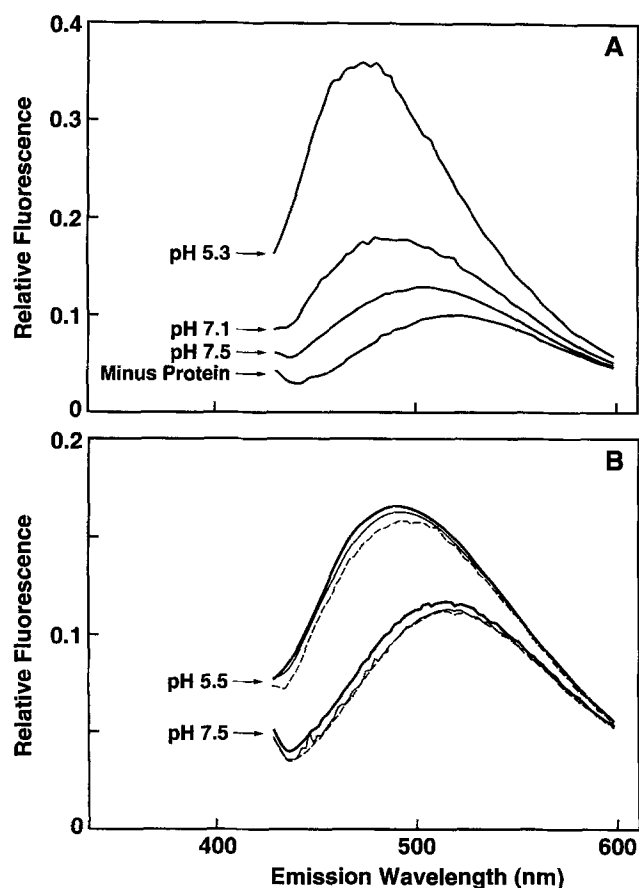 A
Relative Fluorescence
0.4
0.3
0.2
0.1
0
pH 5.3
pH 7.1
pH 7.5
Minus Protein
B
Relative Fluorescence
0.2
0.1
0
pH 5.5
pH 7.5
400
500
600
Emission Wavelength (nm)